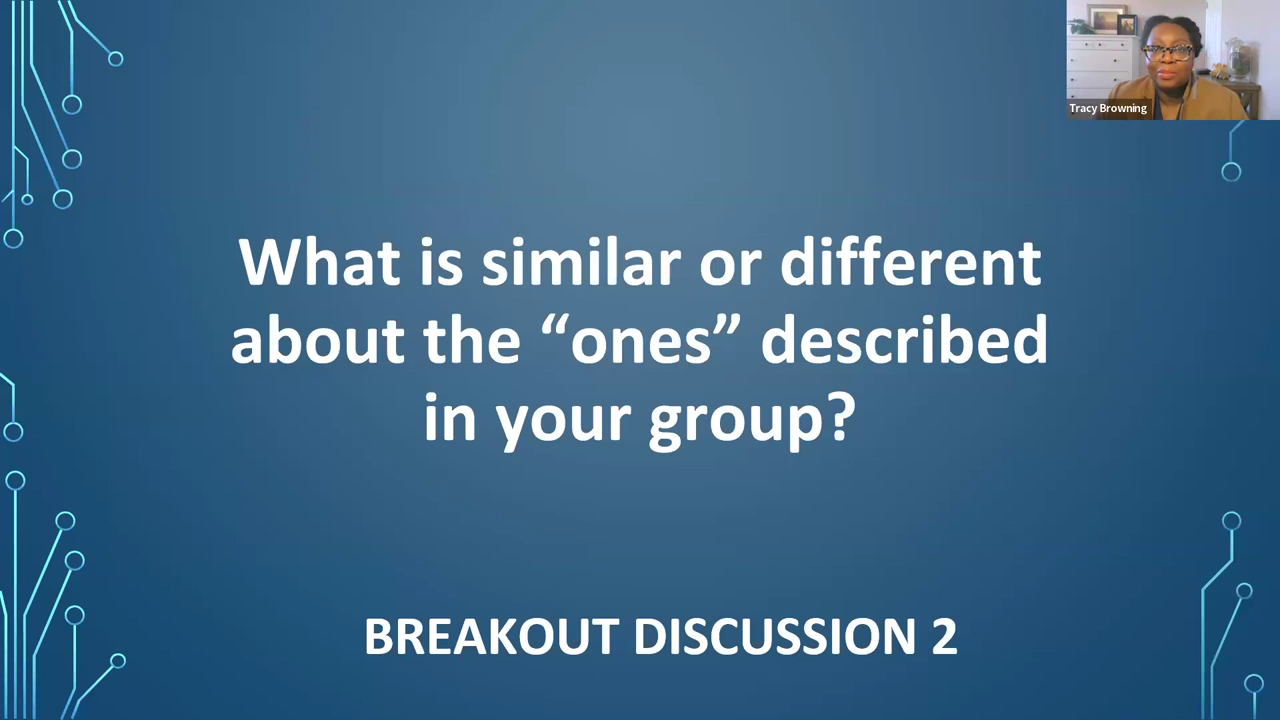 Tracy Browning
What is similar or different
about the “ones” described
in your group?
BREAKOUT DISCUSSION 2